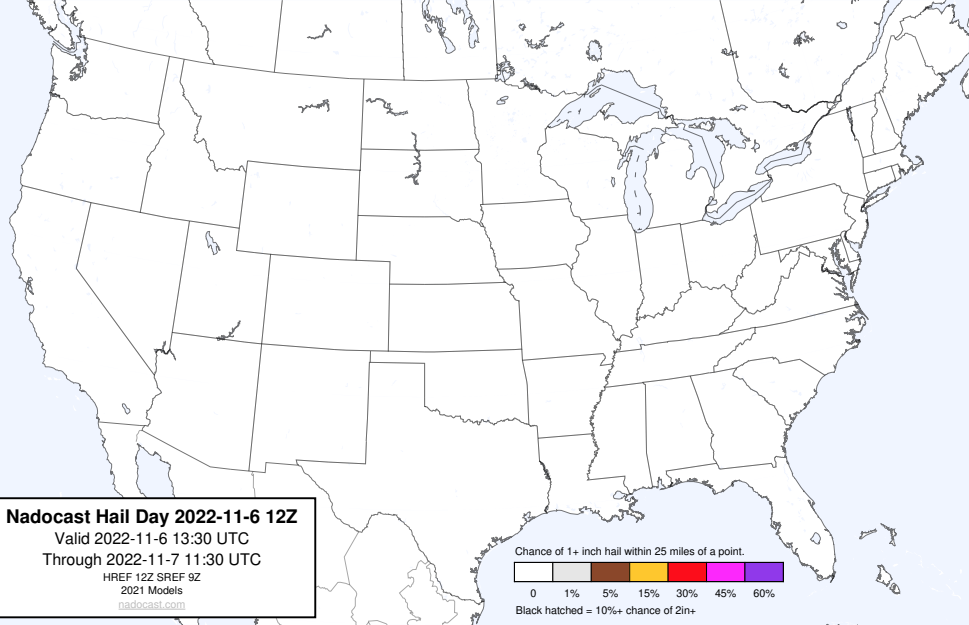 Nadocast Hail Day 2022-11-6 12Z
Valid 2022-11-6 13:30 UTC
Through 2022-11-7 11:30 UTC
HREF 12Z SREF 9Z
2021 Models
nadocast.com
Chance of 1+ inch hail within 25 miles of a point.
0 1% 5% 15% 30% 45% 60%
Black hatched = 10%+ chance of 2in+